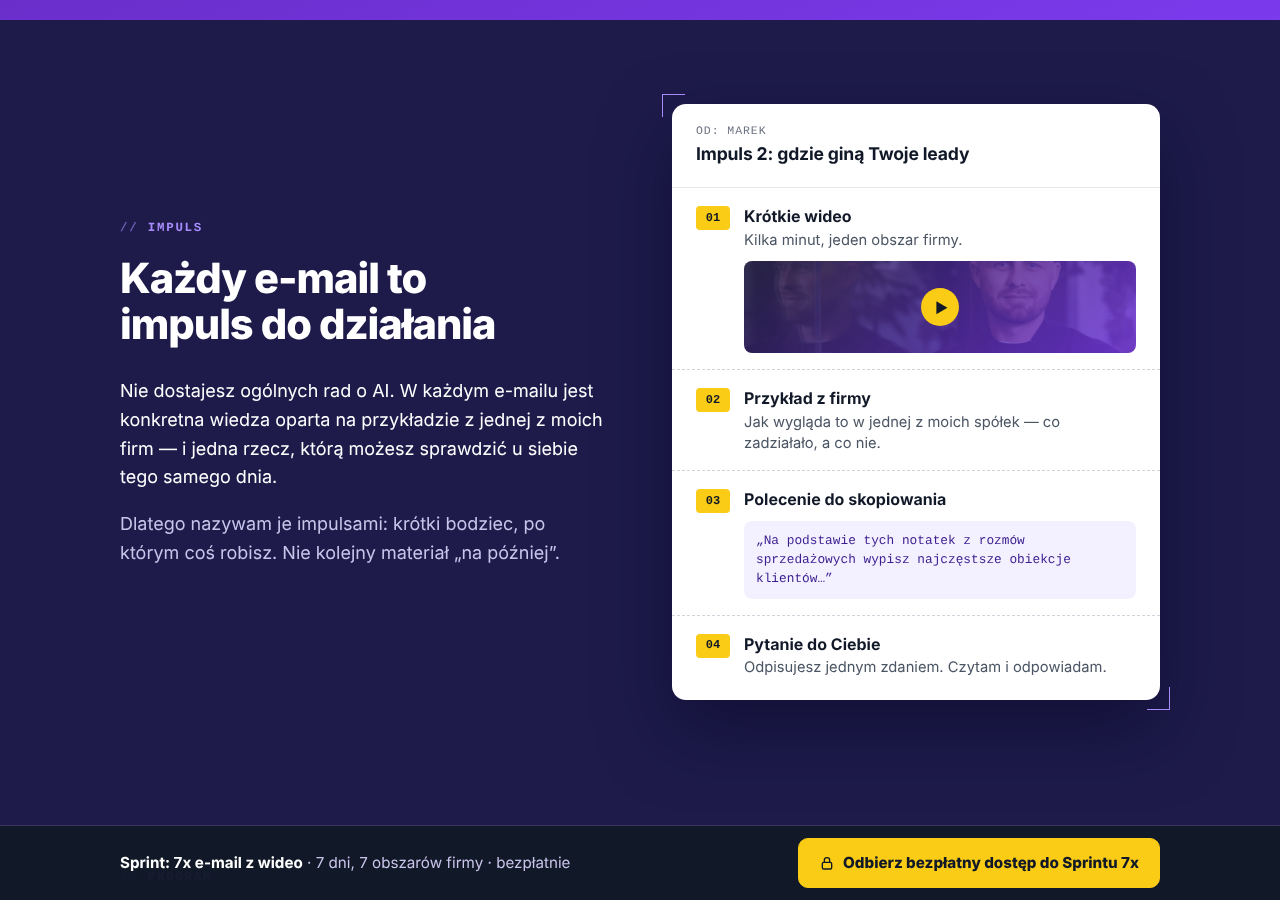 // IMPULS
Każdy e-mail to
impuls do działania
Nie dostajesz ogólnych rad o AI. W każdym e-mailu jest
konkretna wiedza oparta na przykładzie z jednej z moich
firm — i jedna rzecz, którą możesz sprawdzić u siebie
tego samego dnia.
Dlatego nazywam je impulsami: krótki bodziec, po
którym coś robisz. Nie kolejny materiał „na później”.
OD: MAREK
Impuls 2: gdzie giną Twoje leady
01
Krótkie wideo
Kilka minut, jeden obszar firmy.
02
Przykład z firmy
Jak wygląda to w jednej z moich spółek — co
zadziałało, a co nie.
03
Polecenie do skopiowania
„Na podstawie tych notatek z rozmów
sprzedażowych wypisz najczęstsze obiekcje
klientów…”
04
Pytanie do Ciebie
Odpisujesz jednym zdaniem. Czytam i odpowiadam.
Sprint: 7x e-mail z wideo · 7 dni, 7 obszarów firmy · bezpłatnie
Odbierz bezpłatny dostęp do Sprintu 7x